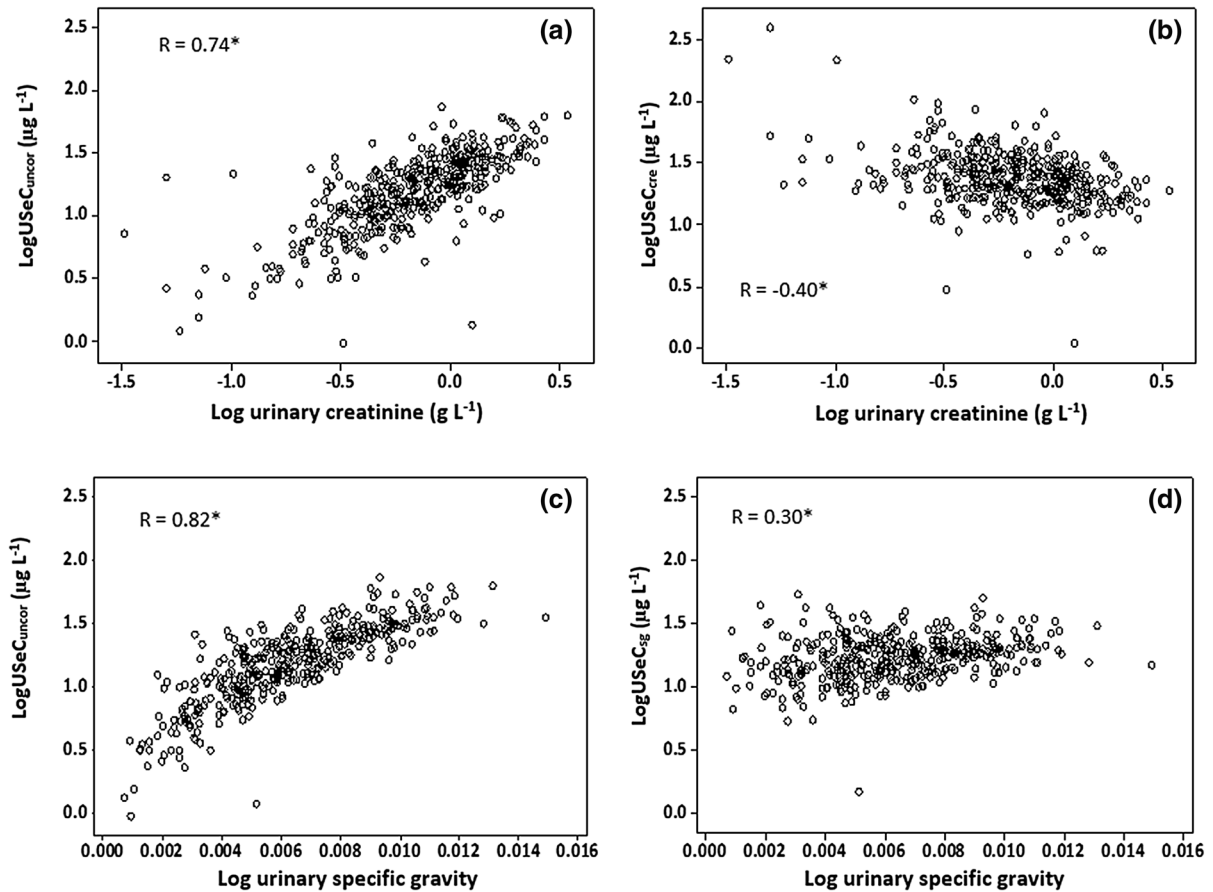 (a)
R = 0.74*
LogUSeCuncor (µg L-1)
2.5
2.0
1.5
1.0
0.5
0.0
-1.5 -1.0 -0.5 0.0 0.5
Log urinary creatinine (g L-1)
(b)
R = -0.40*
LogUSeCcre (µg L-1)
2.5
2.0
1.5
1.0
0.5
0.0
-1.5 -1.0 -0.5 0.0 0.5
Log urinary creatinine (g L-1)
(c)
R = 0.82*
LogUSeCuncor (µg L-1)
2.5
2.0
1.5
1.0
0.5
0.0
0.000 0.002 0.004 0.006 0.008 0.010 0.012 0.014 0.016
Log urinary specific gravity
(d)
R = 0.30*
LogUSeCsg (µg L-1)
2.5
2.0
1.5
1.0
0.5
0.0
0.000 0.002 0.004 0.006 0.008 0.010 0.012 0.014 0.016
Log urinary specific gravity